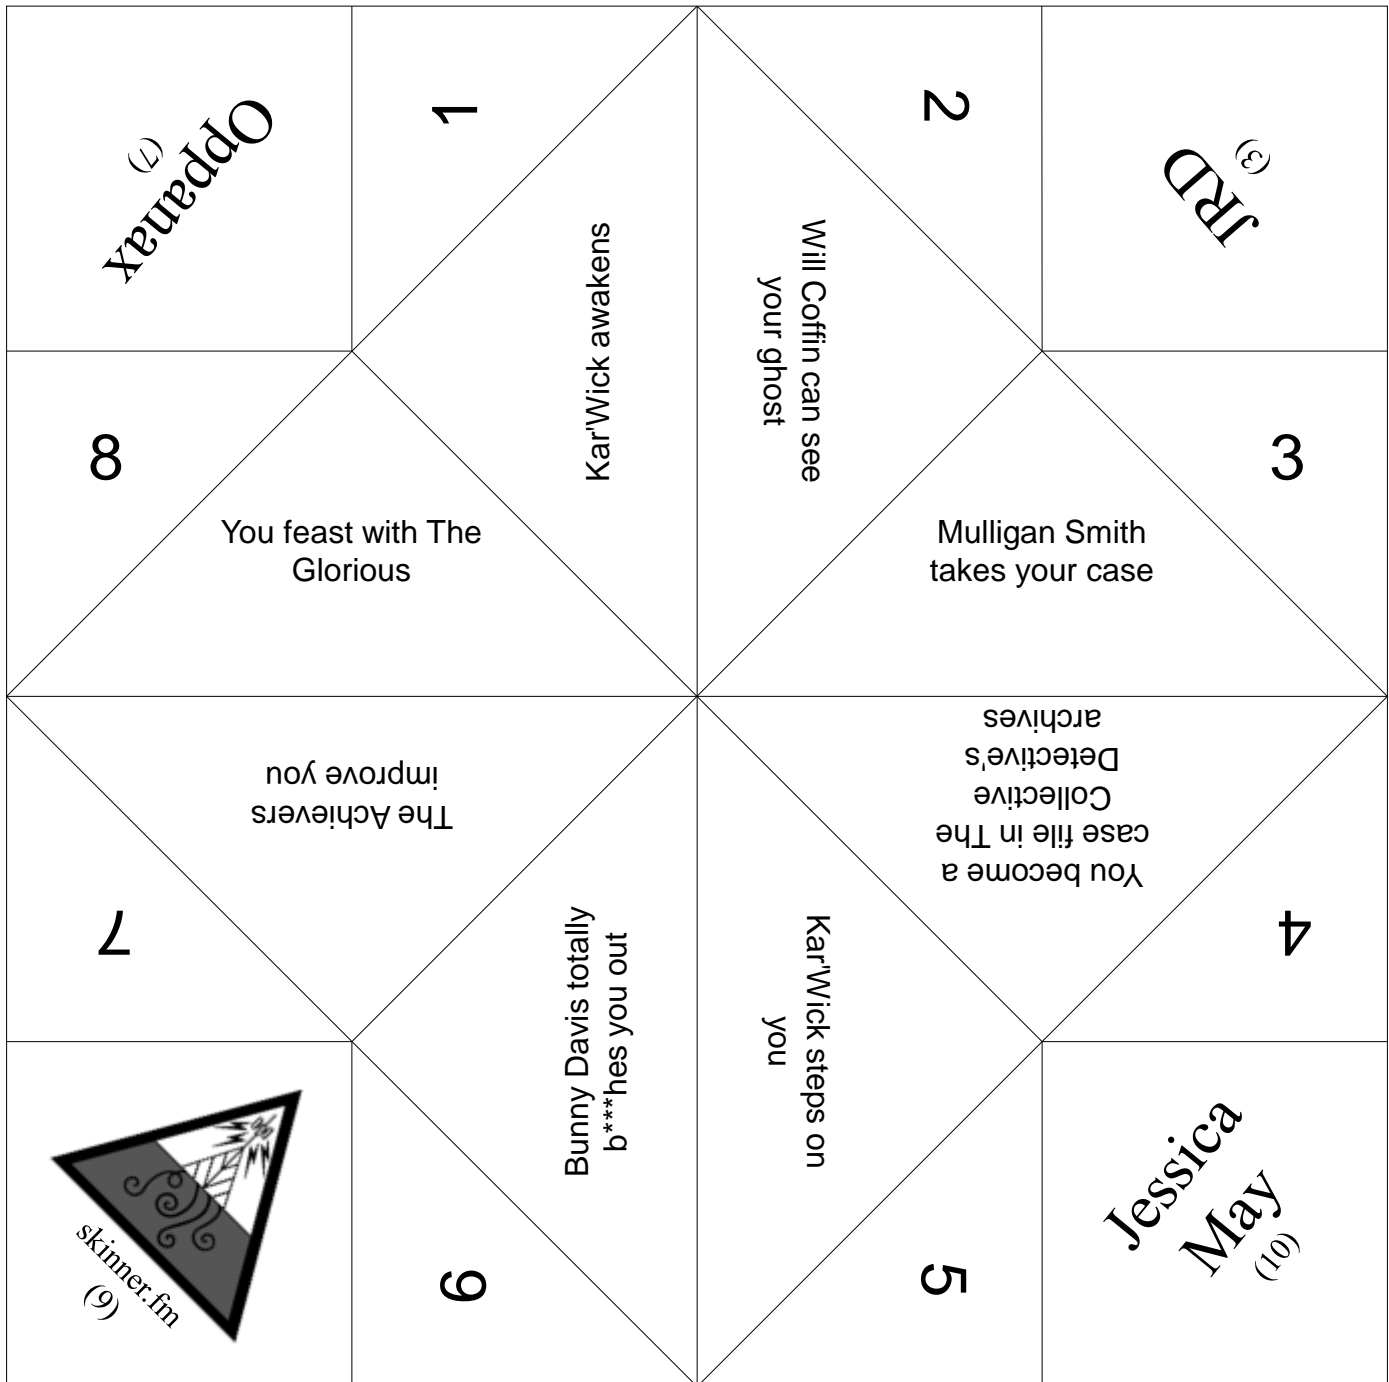 Oppanax
(7)
1
2
JRD
(3)
Kar'Wick awakens
Will Coffin can see
your ghost
8
You feast with The
Glorious
Mulligan Smith
takes your case
3
The Achievers
improve you
7
You become a
case file in The
Collective
Detective's
archives
4
Bunny Davis totally
b***hes you out
6
Kar'Wick steps on
you
5
skinner.fm
(9)
Jessica
May
(10)